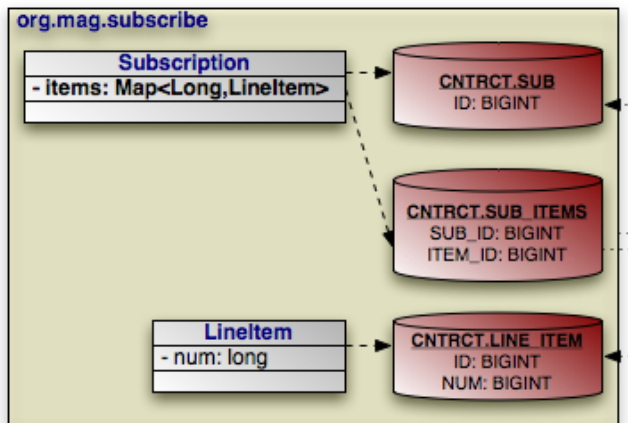 org.mag.subscribe
Subscription
- items: Map<Long,LineItem>
CNTRCT.SUB
ID: BIGINT
CNTRCT.SUB_ITEMS
SUB_ID: BIGINT
ITEM_ID: BIGINT
LineItem
- num: long
CNTRCT.LINE_ITEM
ID: BIGINT
NUM: BIGINT